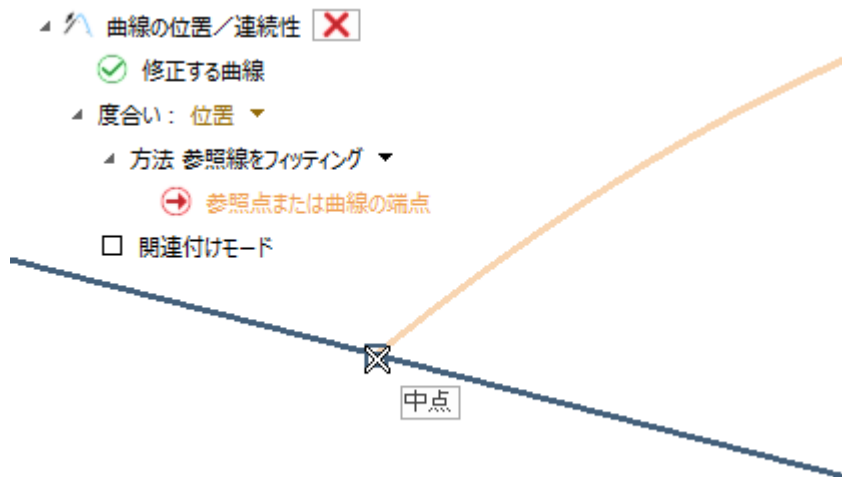 曲線の位置／連続性
修正する曲線
度合い： 位置
方法 参照線をフィッティング
参照点または曲線の端点
関連付けモード
中点